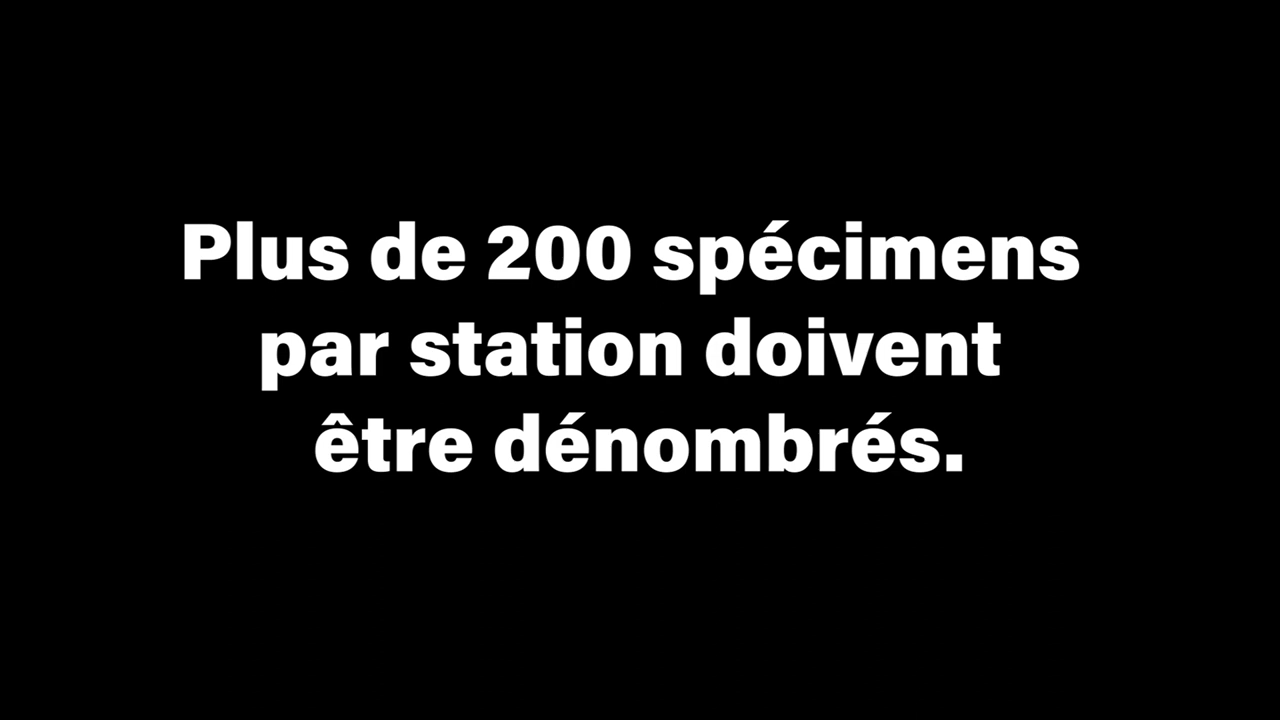 Plus de 200 spécimens
par station doivent
être dénombrés.